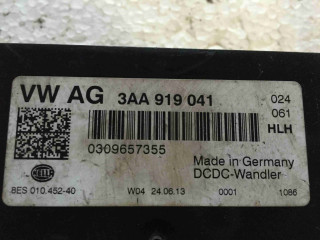 VW AG 3AA 919 041 024
061
HLH
0309657355
Made in Germany
DCDC-Wandler
HELLA
8ES 010.452-40 W04 24.06.13 0001 1086